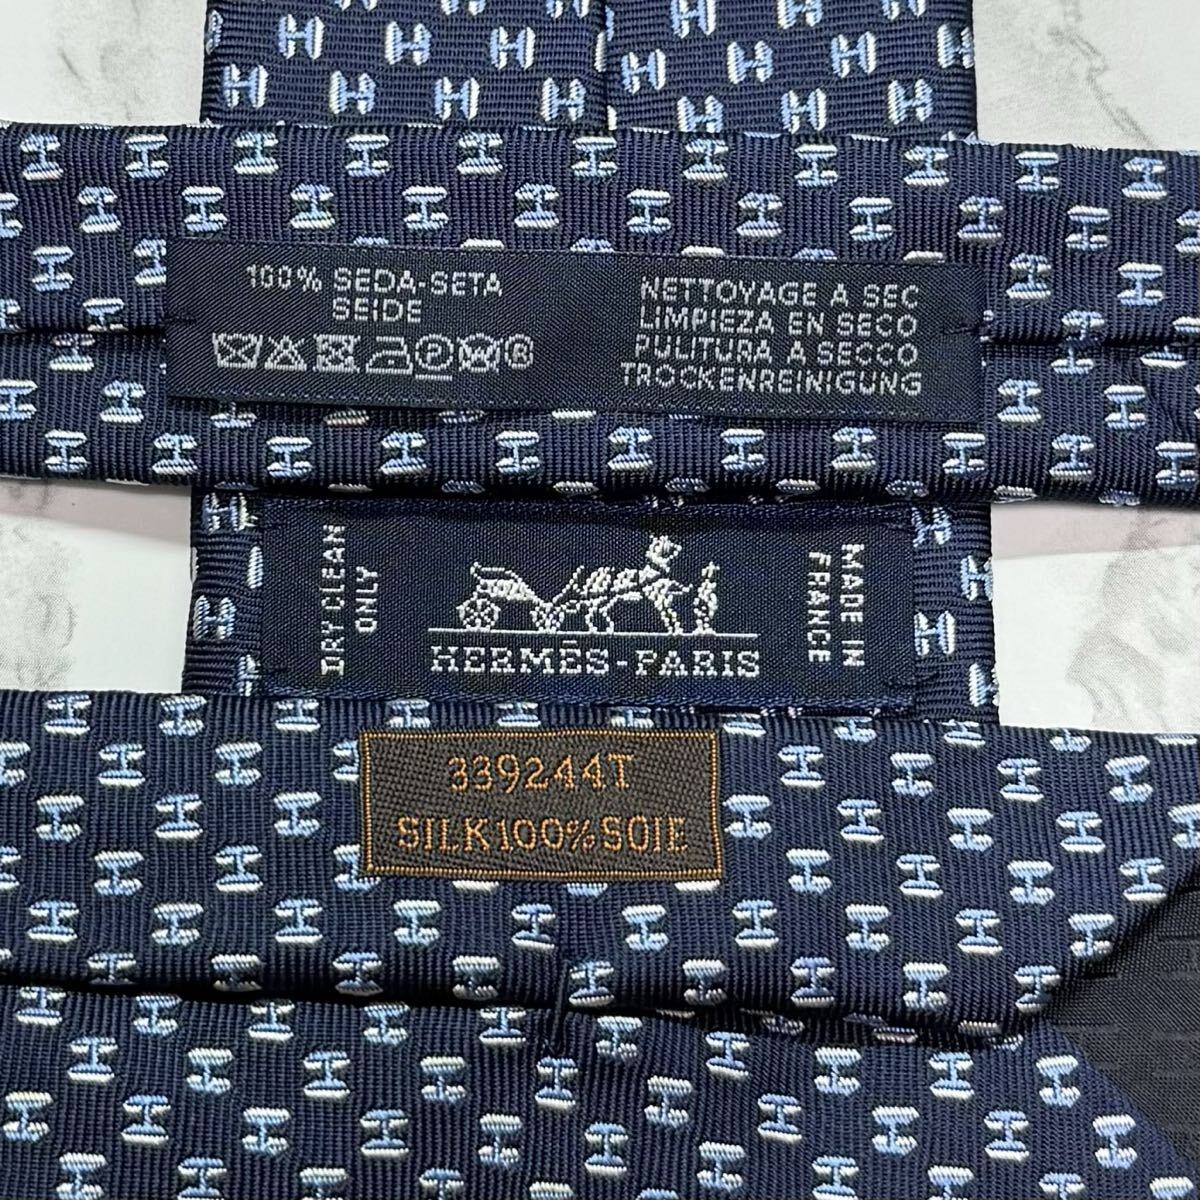 100% SEDA-SETA
SEIDE
NETTOYAGE A SEC
LIMPIEZA EN SECO
PULITURA A SECCO
TROCKENREINIGUNG
DRY CLEAN
ONLY
HERMĒS-PARIS
MADE IN
FRANCE
339244T
SILK100%SOIE